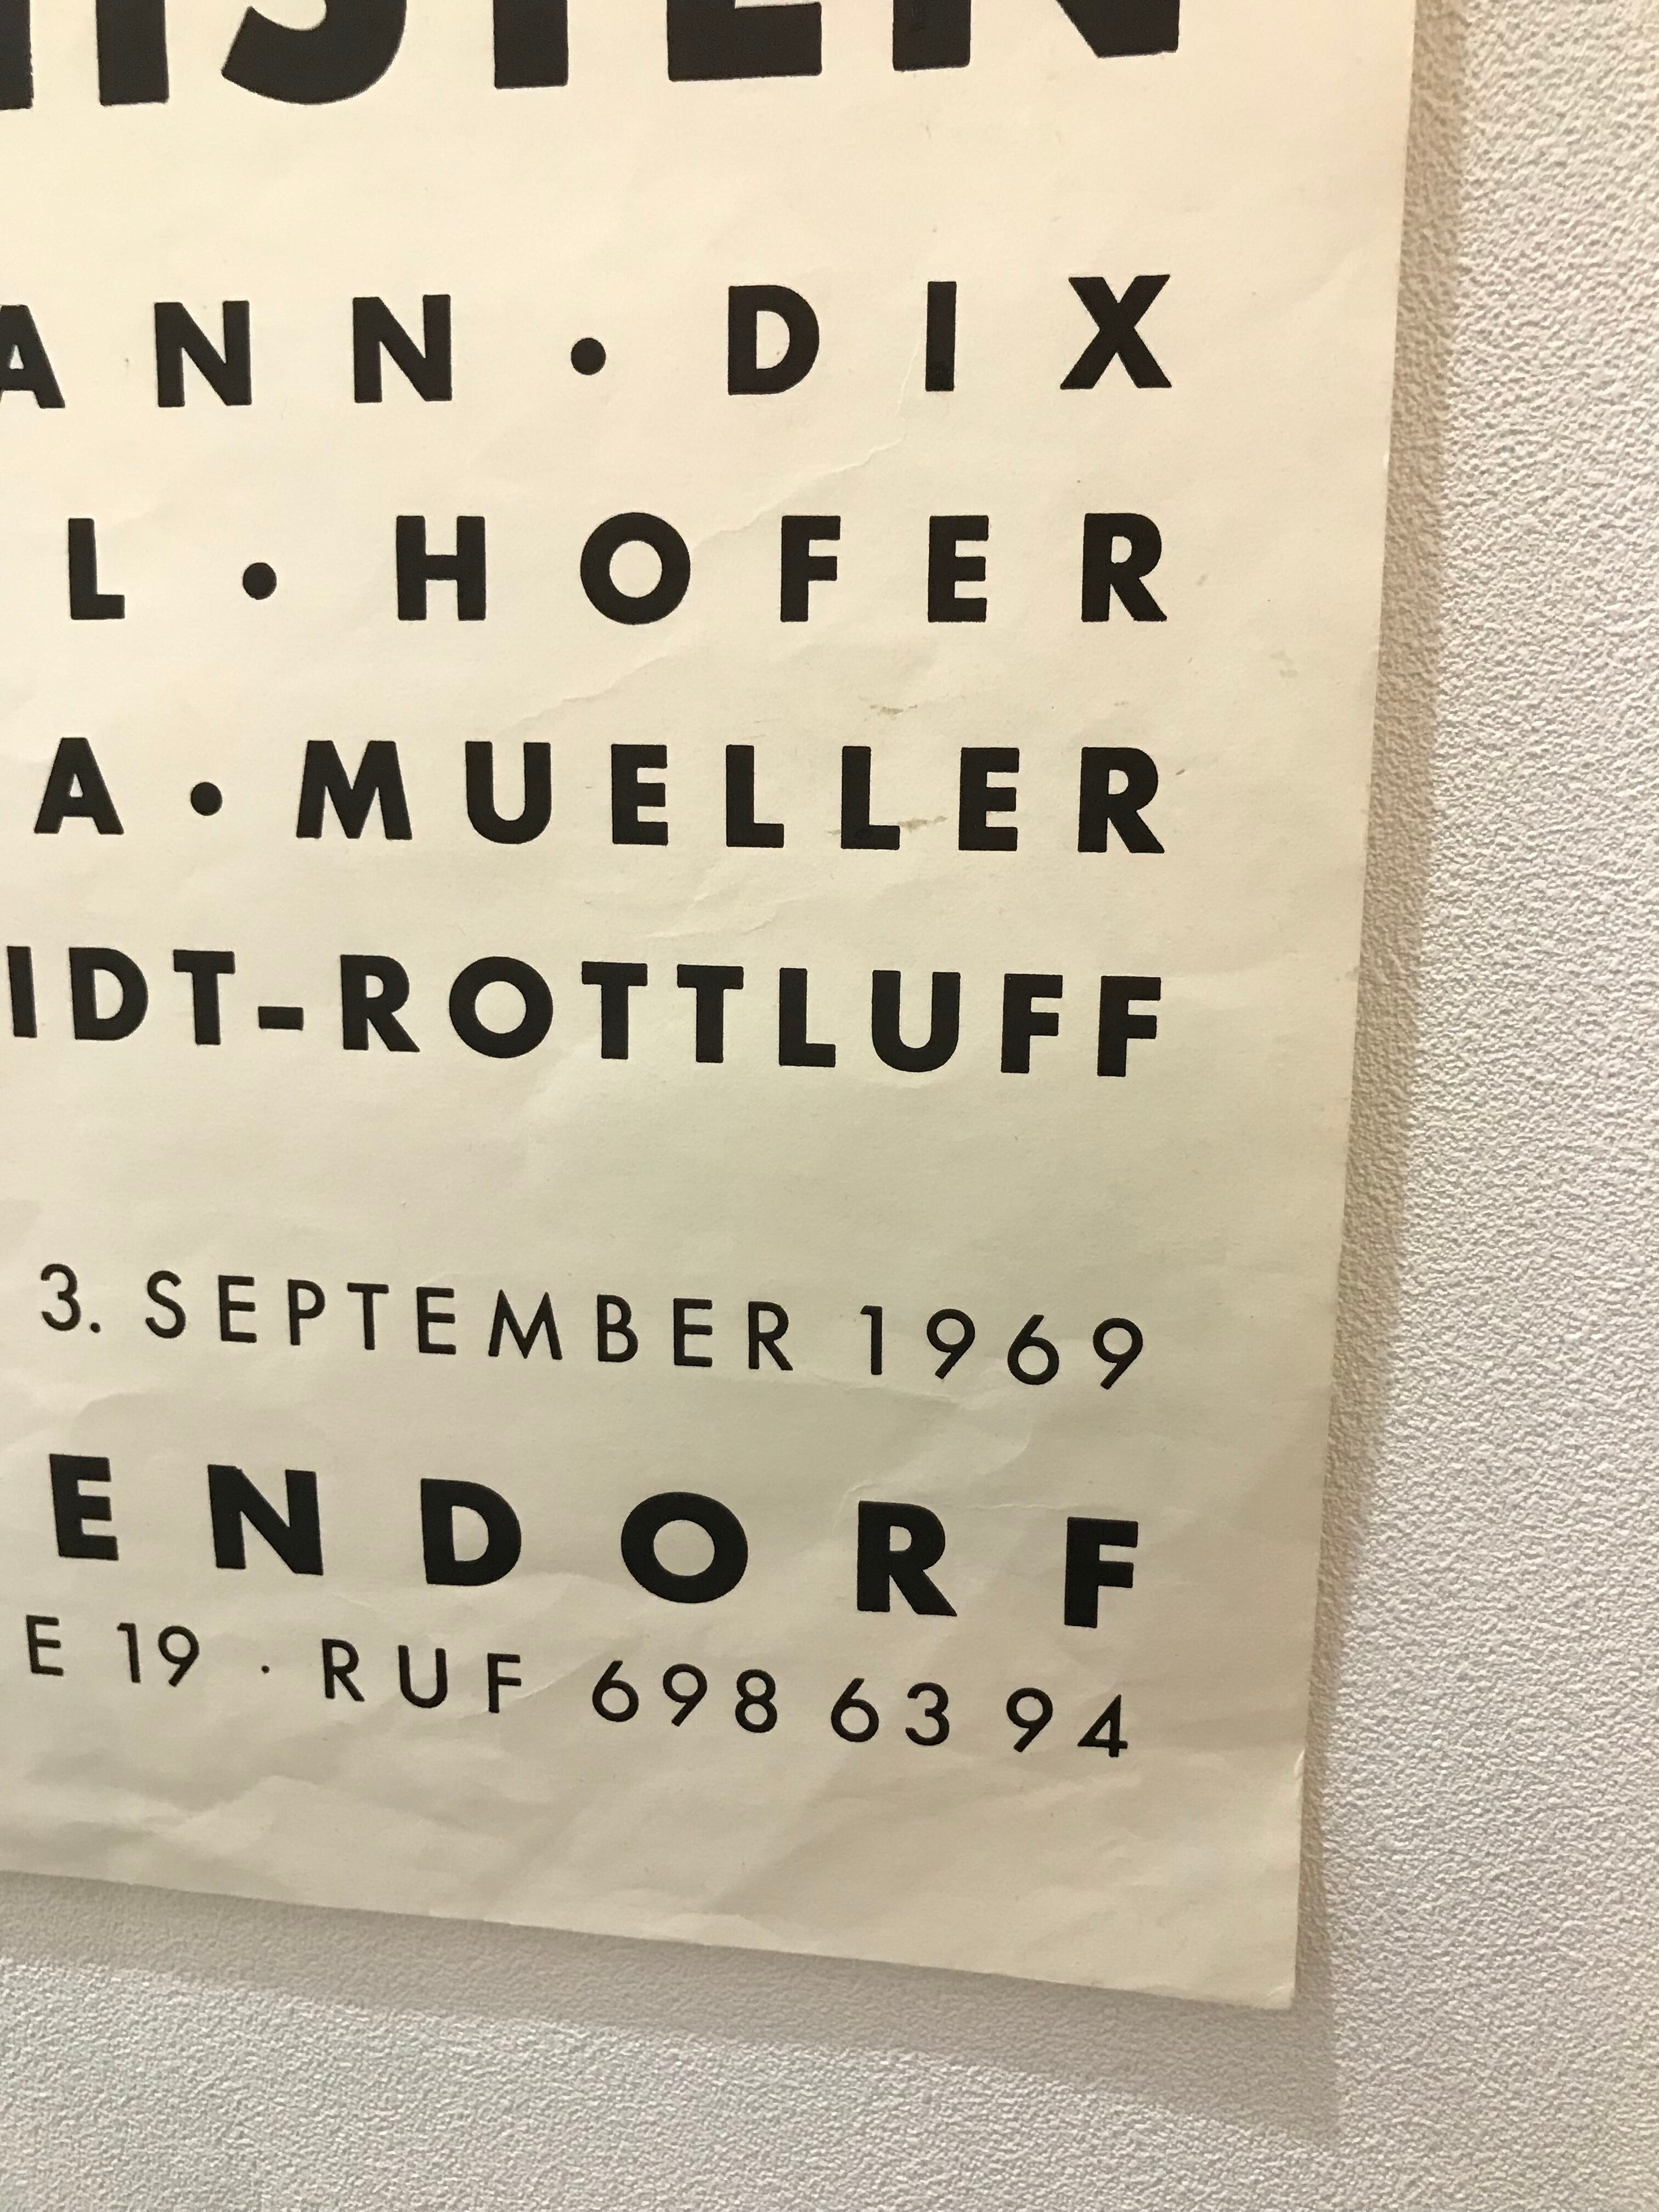 ISTEN
ANN · DIX
L · HOFER
A · MUELLER
IDT-ROTTLUFF
3. SEPTEMBER 1969
ENDORF
E 19 · RUF 698 63 94